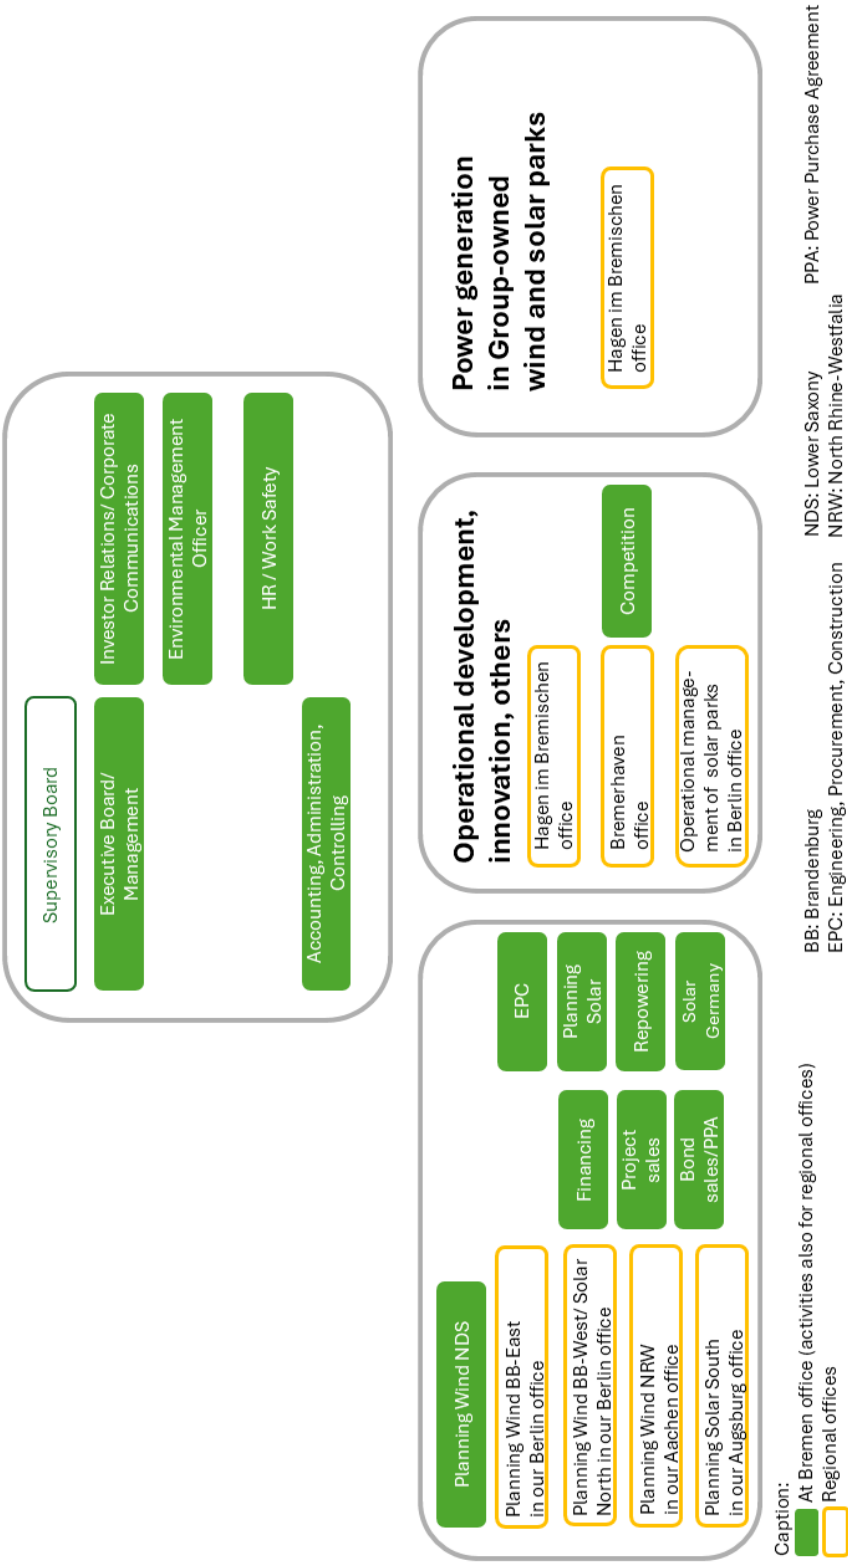 Supervisory Board
Executive Board/
Management
Investor Relations/ Corporate
Communications
Environmental Management
Officer
HR / Work Safety
Accounting, Administration,
Controlling
Planning Wind NDS
Planning Wind BB-East
in our Berlin office
Planning Wind BB-West/ Solar
North in our Berlin office
Planning Wind NRW
in our Aachen office
Planning Solar South
in our Augsburg office
Financing
Project
sales
Bond
sales/PPA
EPC
Planning
Solar
Repowering
Solar
Germany
Operational development,
innovation, others
Hagen im Bremischen
office
Bremerhaven
office
Operational manage-
ment of solar parks
in Berlin office
Competition
Power generation
in Group-owned
wind and solar parks
Hagen im Bremischen
office
Caption:
At Bremen office (activities also for regional offices)
Regional offices
BB: Brandenburg
EPC: Engineering, Procurement, Construction
NDS: Lower Saxony
NRW: North Rhine-Westfalia
PPA: Power Purchase Agreement